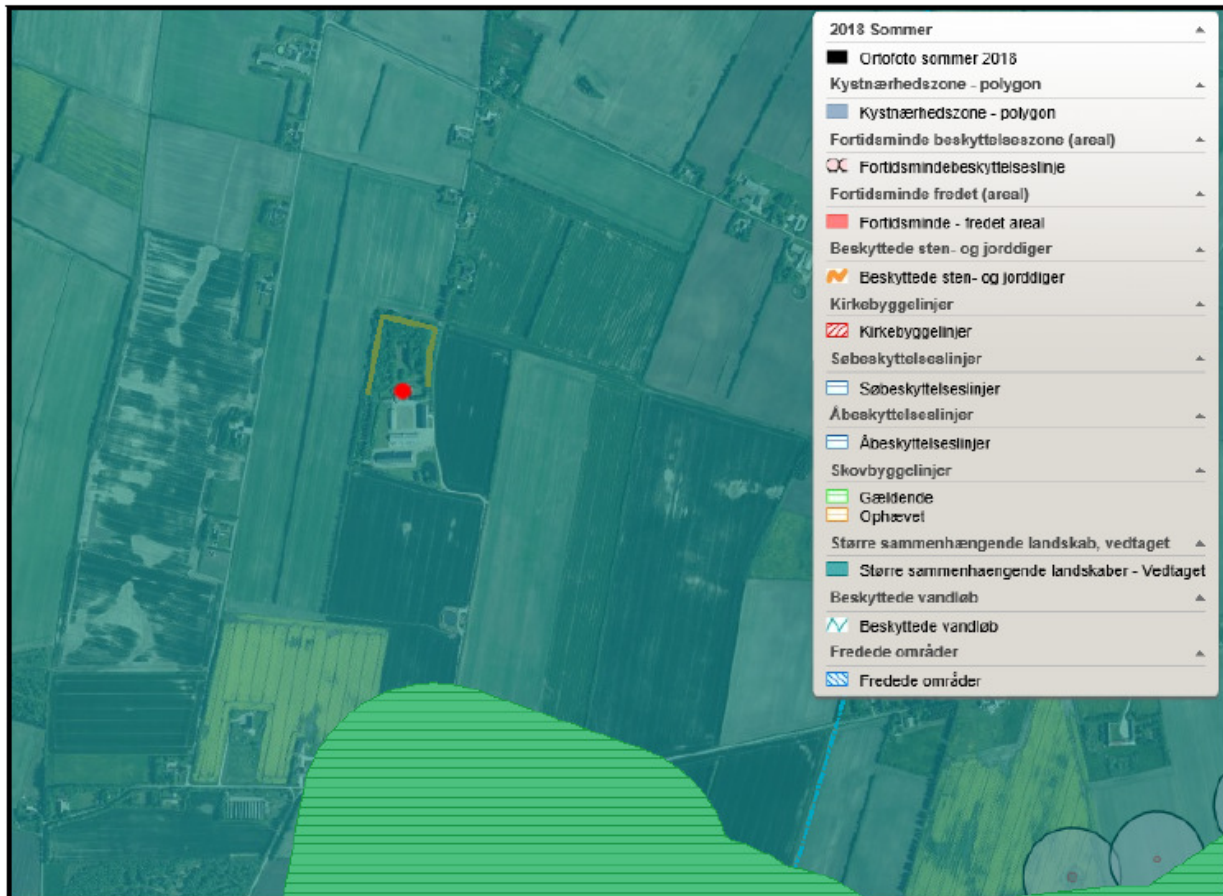 2018 Sommer
Ortofoto sommer 2018
Kystnærhedszone - polygon
Kystnærhedszone - polygon
Fortidsminde beskyttelseszone (areal)
Fortidsmindebeskyttelseslinje
Fortidsminde fredet (areal)
Fortidsminde - fredet areal
Beskyttede sten- og jorddiger
Beskyttede sten- og jorddiger
Kirkebyggelinjer
Kirkebyggelinjer
Søbeskyttelseslinjer
Søbeskyttelseslinjer
Åbeskyttelseslinjer
Åbeskyttelseslinjer
Skovbyggelinjer
Gældende
Ophævet
Større sammenhængende landskab, vedtaget
Større sammenhaengende landskaber - Vedtaget
Beskyttede vandløb
Beskyttede vandløb
Fredede områder
Fredede områder